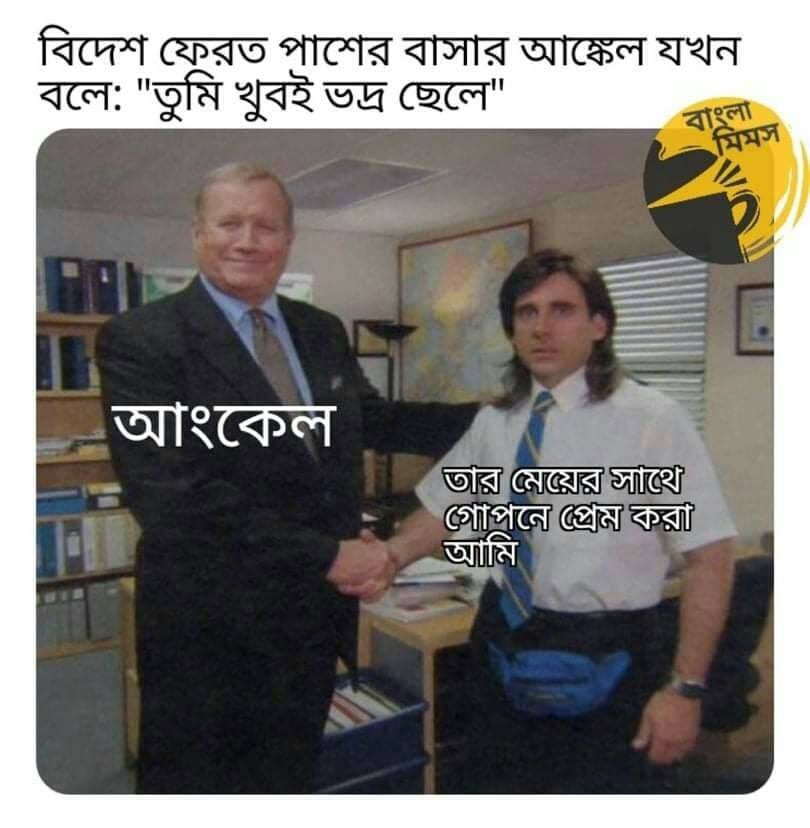 বিদেশ ফেরত পাশের বাসার আঙ্কেল যখন
বলে: "তুমি খুবই ভদ্র ছেলে"
বাংলা
মিমস
আংকেল
তার মেয়ের সাথে
গোপনে প্রেম করা
আমি